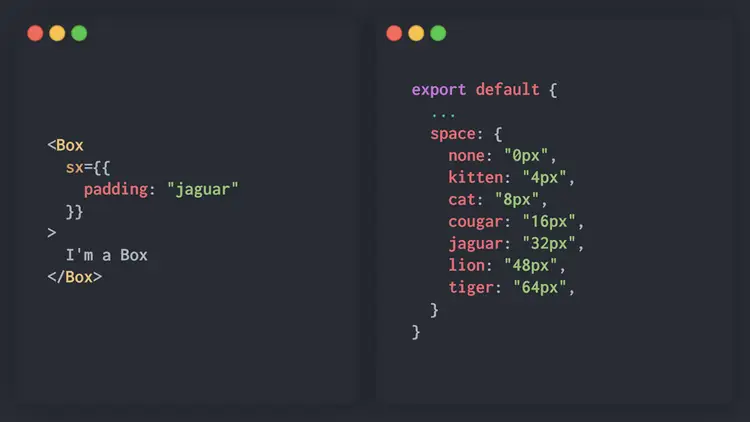 <Box
  sx={{
    padding: "jaguar"
  }}
>
  I'm a Box
</Box>
export default {
  ...
  space: {
    none: "0px",
    kitten: "4px",
    cat: "8px",
    cougar: "16px",
    jaguar: "32px",
    lion: "48px",
    tiger: "64px",
  }
}